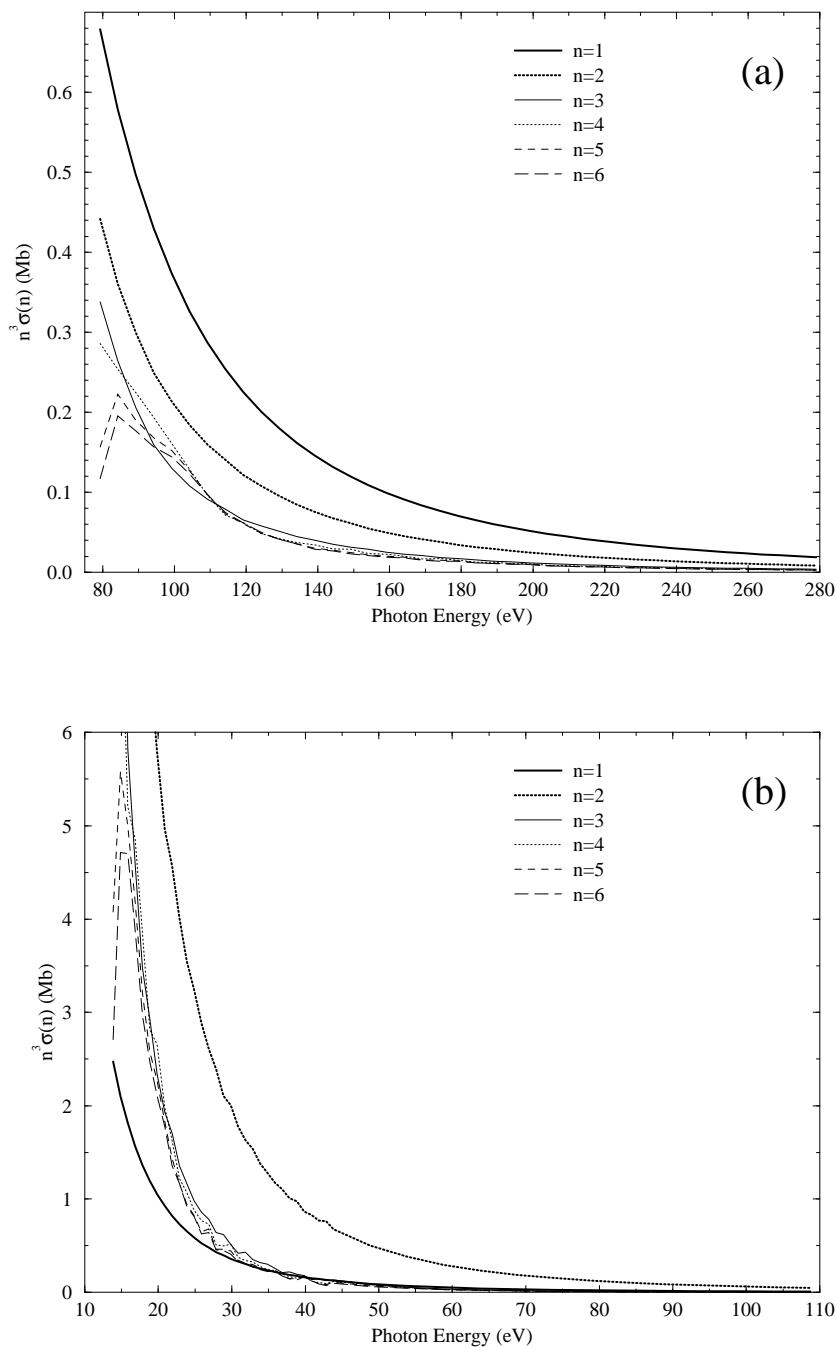 (a)
n=1
n=2
n=3
n=4
n=5
n=6
n³σ(n) (Mb)
0.6
0.5
0.4
0.3
0.2
0.1
0.0
80 100 120 140 160 180 200 220 240 260 280
Photon Energy (eV)
(b)
n=1
n=2
n=3
n=4
n=5
n=6
n³σ(n) (Mb)
6
5
4
3
2
1
0
10 20 30 40 50 60 70 80 90 100 110
Photon Energy (eV)